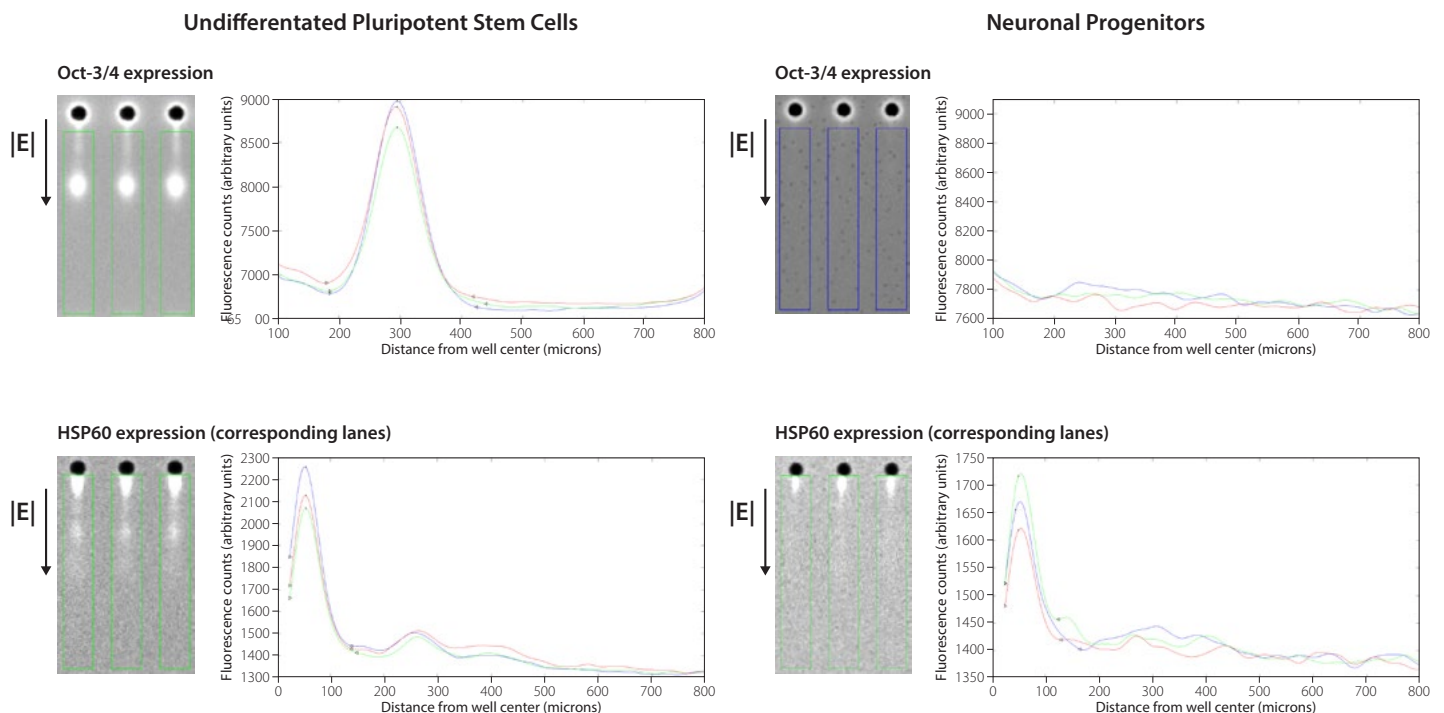 Undifferentated Pluripotent Stem Cells
Neuronal Progenitors
Oct-3/4 expression
|E|
Fluorescence counts (arbitrary units)
9000
8500
8000
7500
7000
65 00
100 200 300 400 500 600 700 800
Distance from well center (microns)
Oct-3/4 expression
|E|
Fluorescence counts (arbitrary units)
9000
8800
8600
8400
8200
8000
7800
7600
100 200 300 400 500 600 700 800
Distance from well center (microns)
HSP60 expression (corresponding lanes)
|E|
Fluorescence counts (arbitrary units)
2300
2200
2100
2000
1900
1800
1700
1600
1500
1400
1300
0 100 200 300 400 500 600 700 800
Distance from well center (microns)
HSP60 expression (corresponding lanes)
|E|
Fluorescence counts (arbitrary units)
1750
1700
1650
1600
1550
1500
1450
1400
1350
0 100 200 300 400 500 600 700 800
Distance from well center (microns)